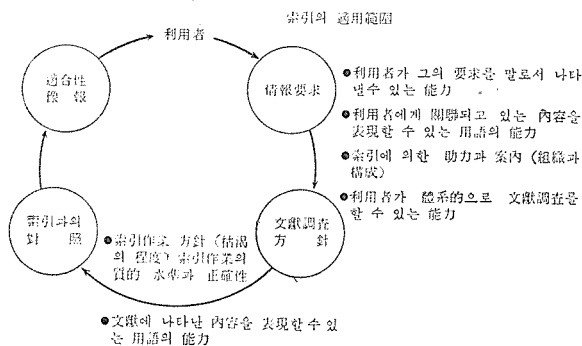 索引의 適用範圍
利用者
適合性
情報
情報要求
●利用者가 그의 要求를 말로서 나타
낼수 있는 能力
●利用者에게 關聯되고 있는 內容을
表現할 수 있는 用語의 能力
●索引에 의한 助力과 案內 (組織과
構成)
●利用者가 體系的으로 文獻調査를
할 수 있는 能力
文獻調査
方針
索引과의
對照
●索引作業 方針 (枯渴
의 程度) 索引作業의
質的 水準과 正確性
●文獻에 나타난 內容을 表現할 수 있
는 用語의 能力